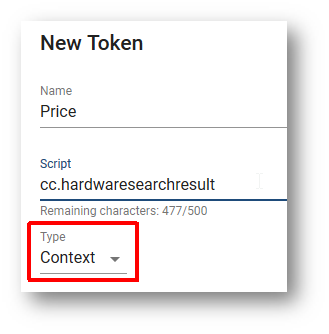 New Token
Name
Price
Script
cc.hardwaresearchresult
Remaining characters: 477/500
Type
Context